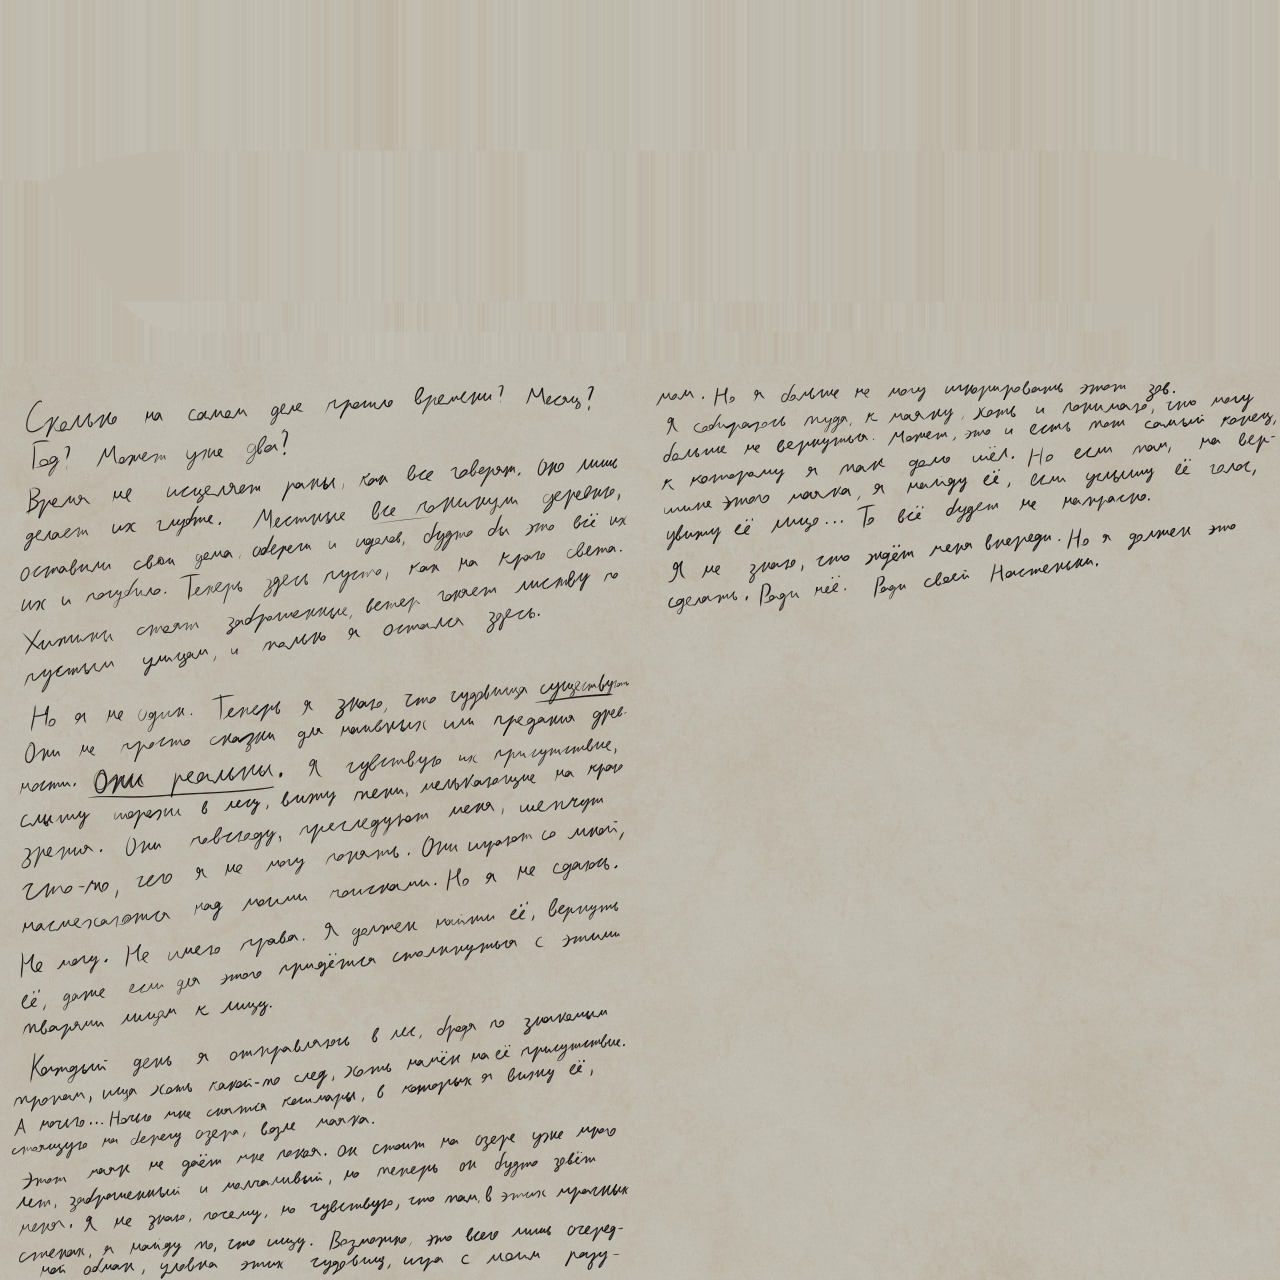 Сколько на самом деле прошло времени? Месяц?
Год? Может уже два?
Время не исцеляет раны, как все говорят. Оно лишь
делает их глубже. Местные все покинули деревню,
оставили свои дома, обереги и идолов, будто бы это всё их
их и погубило. Теперь здесь пусто, как на краю света.
Хижины стоят заброшенные, ветер гоняет листву по
пустым улицам, и только я остался здесь.
Но я не один. Теперь я знаю, что чудовища существуют
Они не просто сказки для наивных или предания древ-
ности. Они реальны. Я чувствую их присутствие,
слышу шорохи в лесу, вижу тени, мелькающие на краю
зрения. Они повсюду, преследуют меня, шепчут
что-то, чего я не могу понять. Они играют со мной,
насмехаются над моими поисками. Но я не сдаюсь.
Не могу. Не имею права. Я должен найти её, вернуть
её, даже если для этого придётся столкнуться с этими
тварями лицом к лицу.
Каждый день я отправляюсь в лес, бродя по знакомым
тропам, ища хоть какой-то след, хоть намёк на её присутствие.
А ночью... Ночью мне снятся кошмары, в которых я вижу её,
стоящую на берегу озера, возле маяка.
Этот маяк не даёт мне покоя. Он стоит на озере уже много
лет, заброшенный и молчаливый, но теперь он будто зовёт
меня. Я не знаю, почему, но чувствую, что там, в этих мрачных
стенах, я найду то, что ищу. Возможно, это всего лишь очеред-
ной обман, уловка этих чудовищ, игра с моим разу-
мом. Но я больше не могу игнорировать этот зов.
Я собираюсь туда, к маяку, хоть и понимаю, что могу
больше не вернуться. Может, это и есть тот самый конец,
к которому я так долго шёл. Но если там, на вер-
шине этого маяка, я найду её, если услышу её голос,
увижу её лицо... То всё будет не напрасно.
Я не знаю, что ждёт меня впереди. Но я должен это
сделать. Ради неё. Ради своей Настеньки.